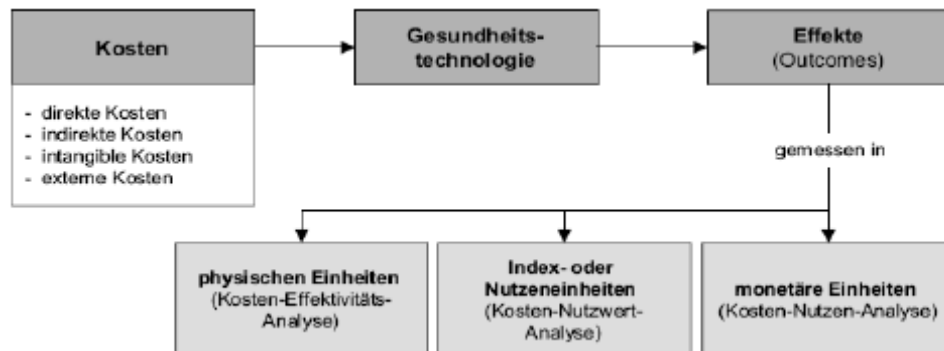 Kosten
- direkte Kosten
- indirekte Kosten
- intangible Kosten
- externe Kosten
Gesundheits-
technologie
Effekte
(Outcomes)
gemessen in
physischen Einheiten
(Kosten-Effektivitäts-
Analyse)
Index- oder
Nutzeneinheiten
(Kosten-Nutzwert-
Analyse)
monetäre Einheiten
(Kosten-Nutzen-Analyse)